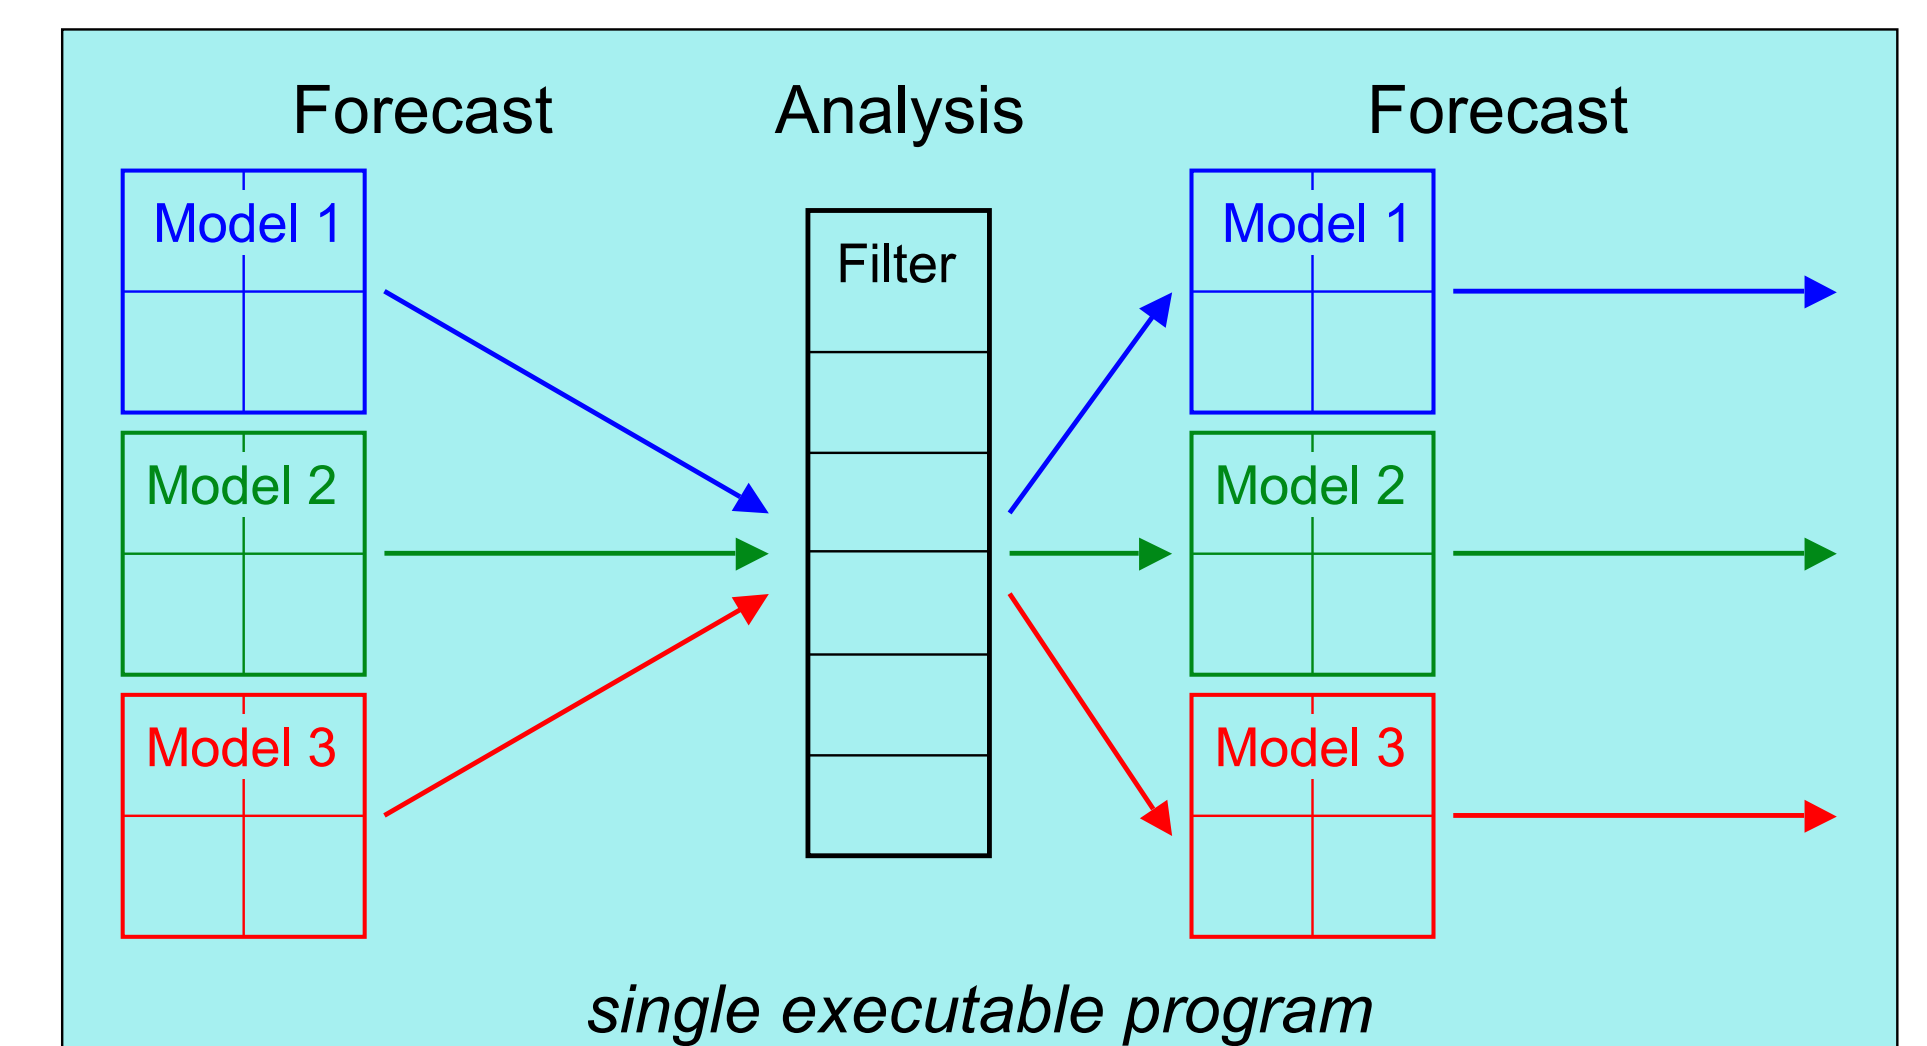 Forecast Analysis Forecast
Model 1 Filter Model 1
Model 2 Model 2
Model 3 Model 3
single executable program